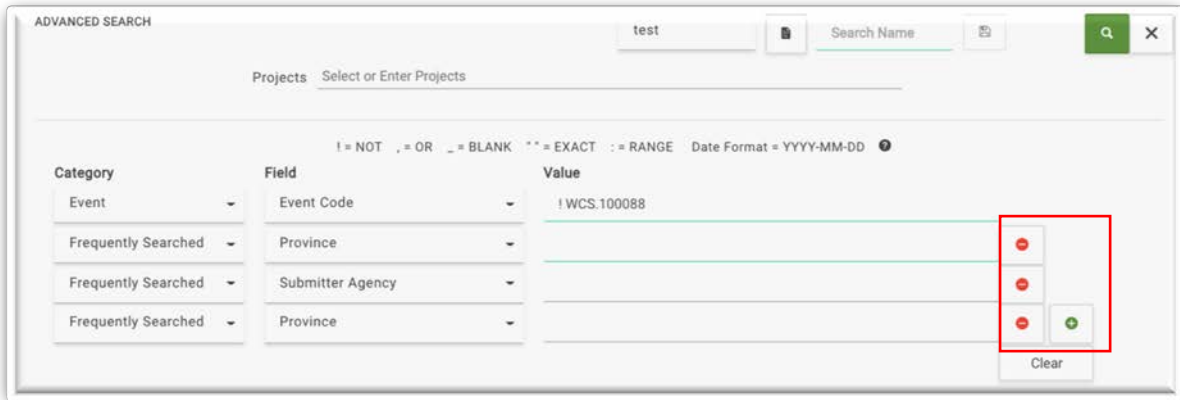 ADVANCED SEARCH
test Search Name
Projects Select or Enter Projects
! = NOT , = OR _ = BLANK " " = EXACT : = RANGE Date Format = YYYY-MM-DD
Category Field Value
Event Event Code ! WCS.100088
Frequently Searched Province
Frequently Searched Submitter Agency
Frequently Searched Province
Clear